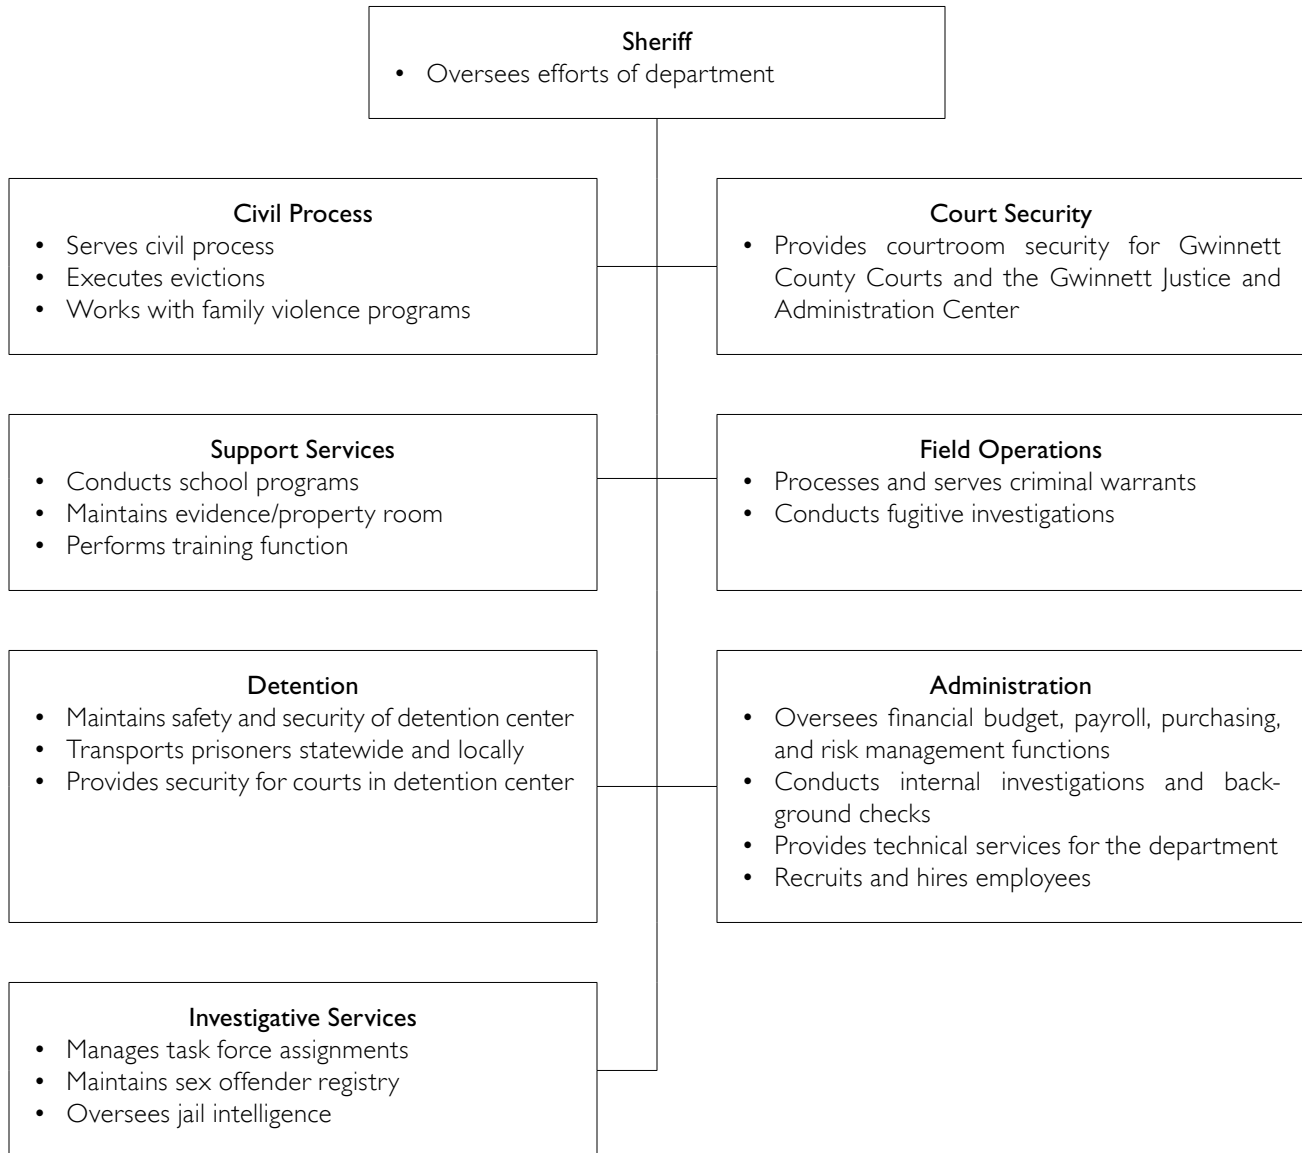 Sheriff
• Oversees efforts of department
Civil Process
• Serves civil process
• Executes evictions
• Works with family violence programs
Court Security
• Provides courtroom security for Gwinnett
County Courts and the Gwinnett Justice and
Administration Center
Support Services
• Conducts school programs
• Maintains evidence/property room
• Performs training function
Field Operations
• Processes and serves criminal warrants
• Conducts fugitive investigations
Detention
• Maintains safety and security of detention center
• Transports prisoners statewide and locally
• Provides security for courts in detention center
Administration
• Oversees financial budget, payroll, purchasing,
and risk management functions
• Conducts internal investigations and back-
ground checks
• Provides technical services for the department
• Recruits and hires employees
Investigative Services
• Manages task force assignments
• Maintains sex offender registry
• Oversees jail intelligence